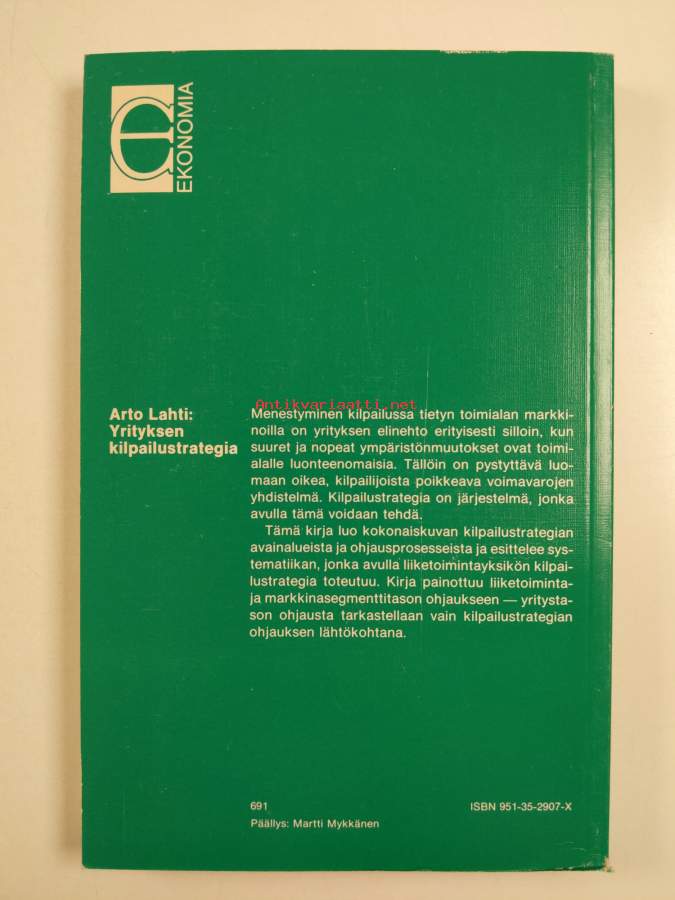 EKONOMIA
Arto Lahti:
Yrityksen
kilpailustrategia
Antikvariaatti.net
Menestyminen kilpailussa tietyn toimialan markki-
noilla on yrityksen elinehto erityisesti silloin, kun
suuret ja nopeat ympäristönmuutokset ovat toimi-
alalle luonteenomaisia. Tällöin on pystyttävä luo-
maan oikea, kilpailijoista poikkeava voimavarojen
yhdistelmä. Kilpailustrategia on järjestelmä, jonka
avulla tämä voidaan tehdä.
Tämä kirja luo kokonaiskuvan kilpailustrategian
avainalueista ja ohjausprosesseista ja esittelee sys-
tematiikan, jonka avulla liiketoimintayksikön kilpai-
lustrategia toteutuu. Kirja painottuu liiketoiminta-
ja markkinasegmenttitason ohjaukseen — yritysta-
son ohjausta tarkastellaan vain kilpailustrategian
ohjauksen lähtökohtana.
691
ISBN 951-35-2907-X
Päällys: Martti Mykkänen